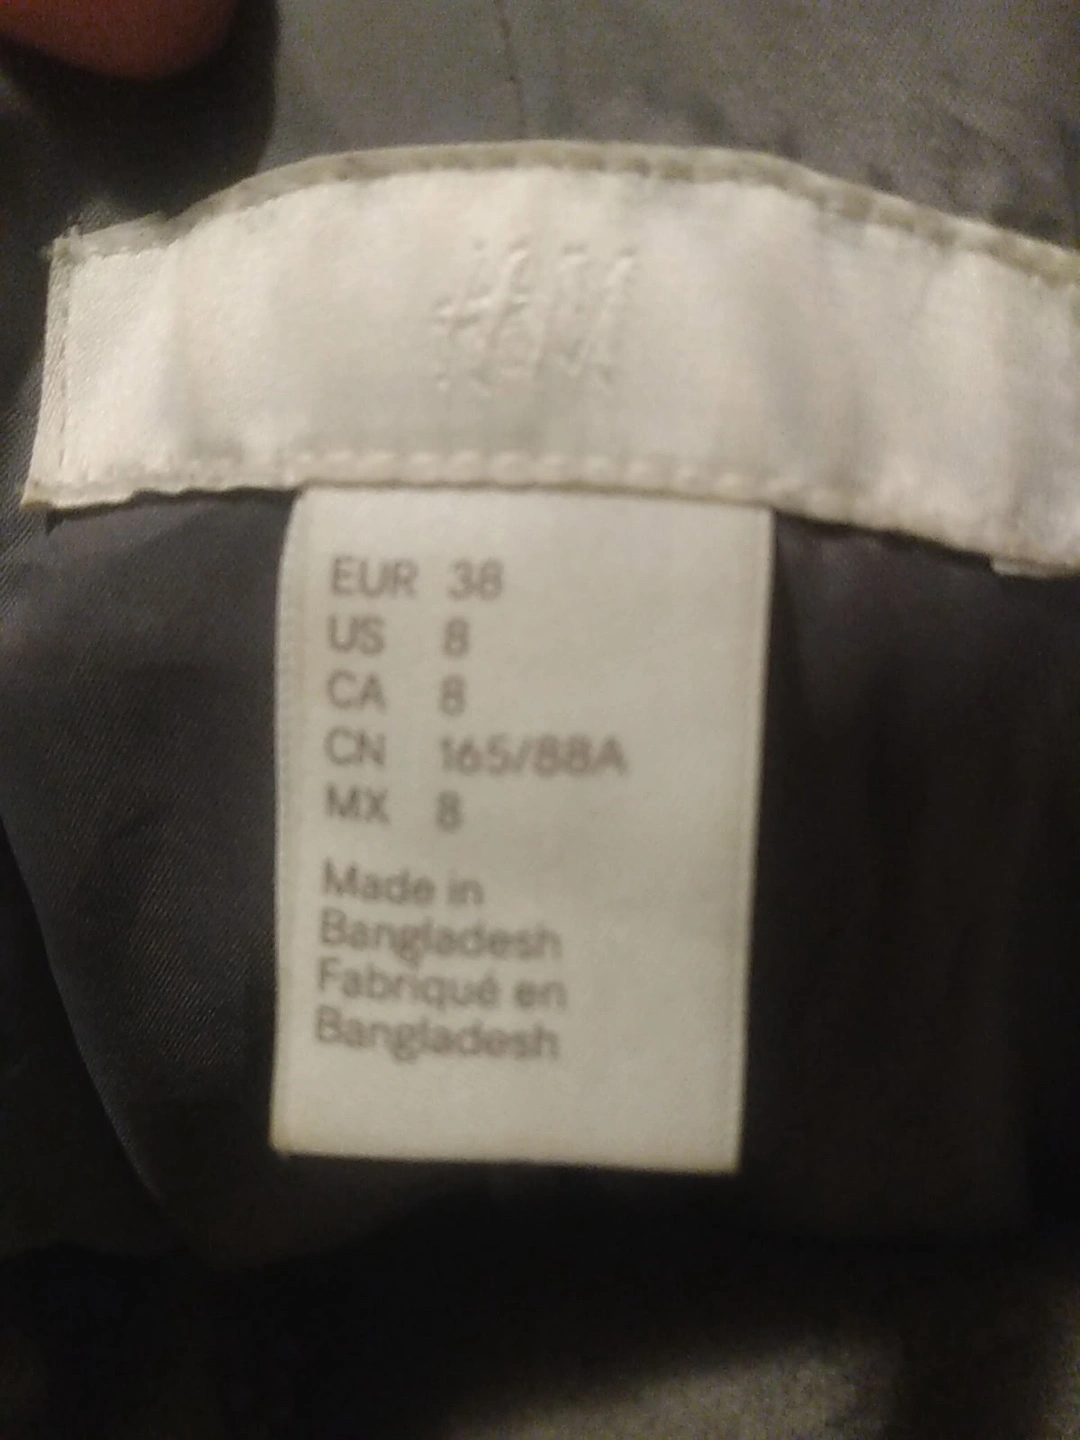 H&M
EUR 38
US 8
CA 8
CN 165/88A
MX 8
Made in
Bangladesh
Fabriqué en
Bangladesh